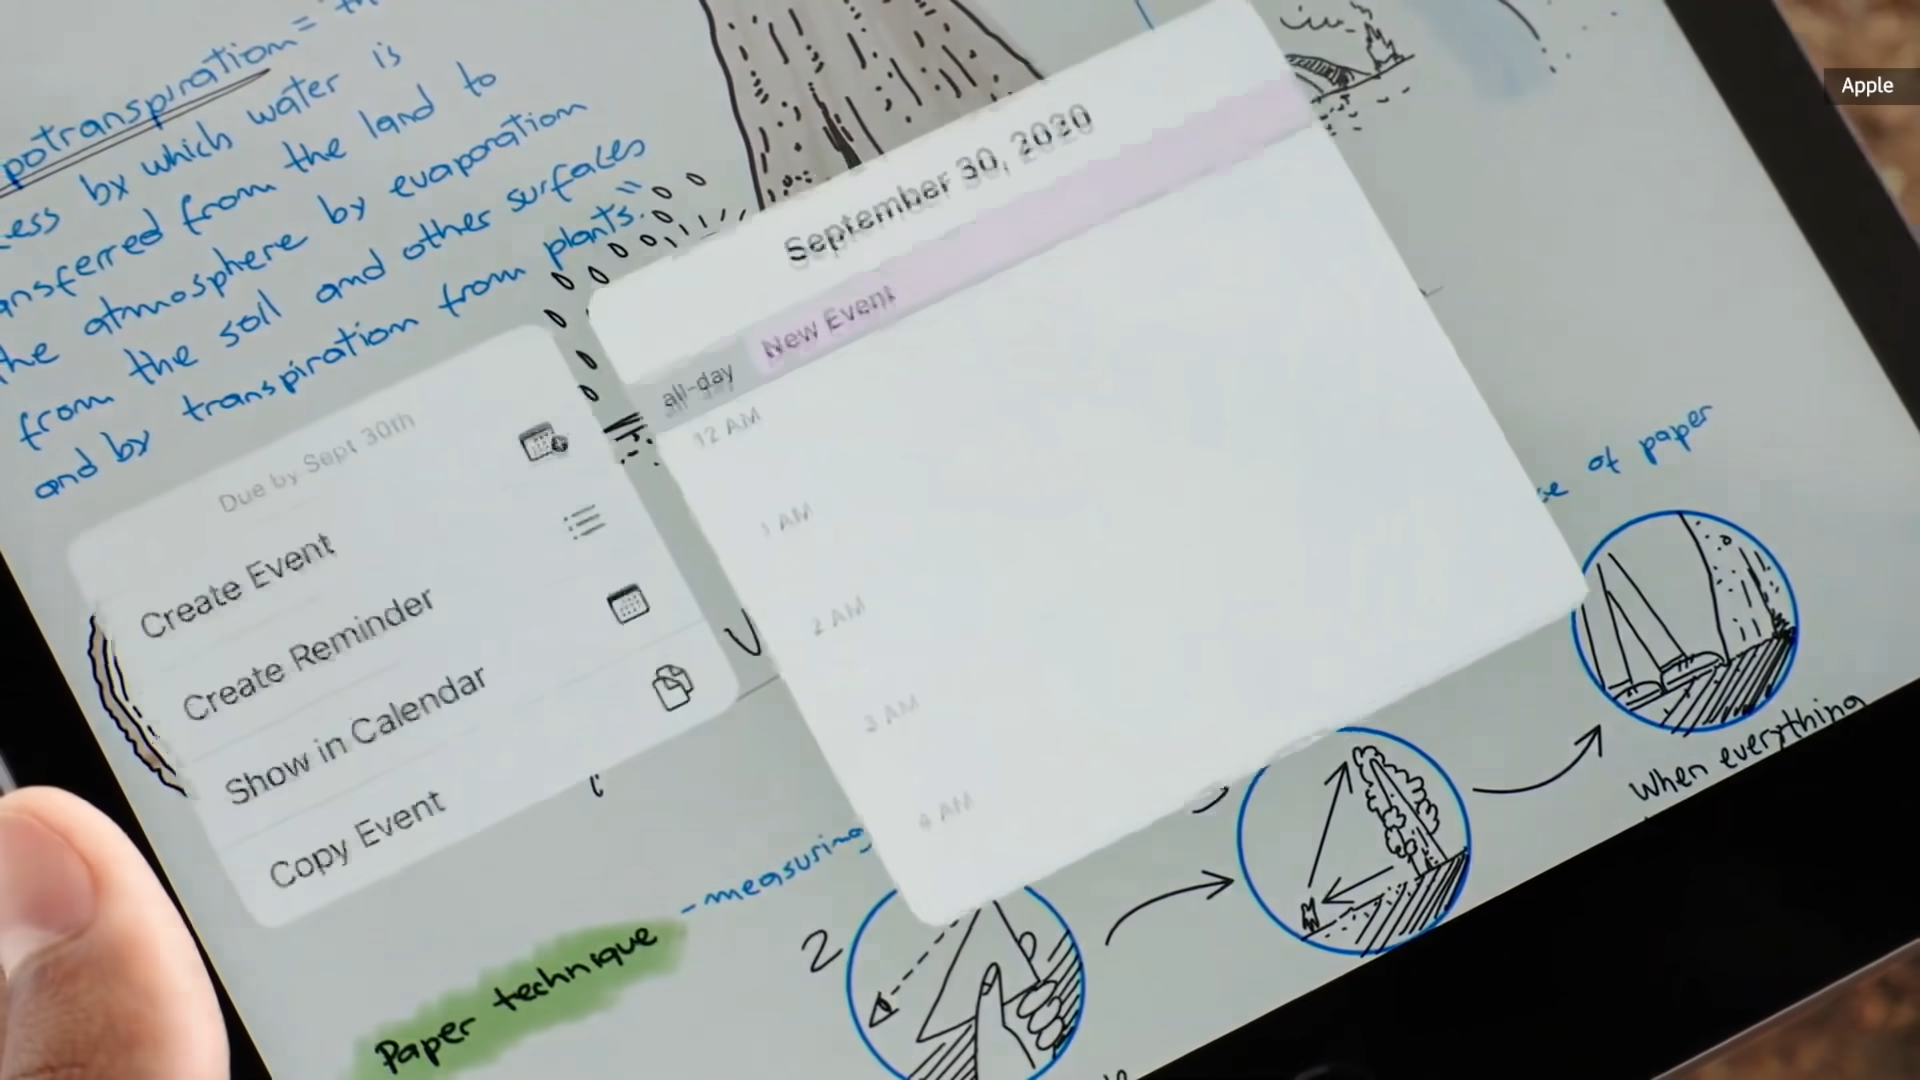 Apple
potranspiration=
ess by which water is
ansferred from the land to
the atmosphere by evaporation
from the soil and other surfaces
and by transpiration from plants."
September 30, 2020
all-day New Event
12 AM
1 AM
2 AM
3 AM
4 AM
Due by Sept 30th
Create Event
Create Reminder
Show in Calendar
Copy Event
of paper
When everything
- measuring
2
Paper technique